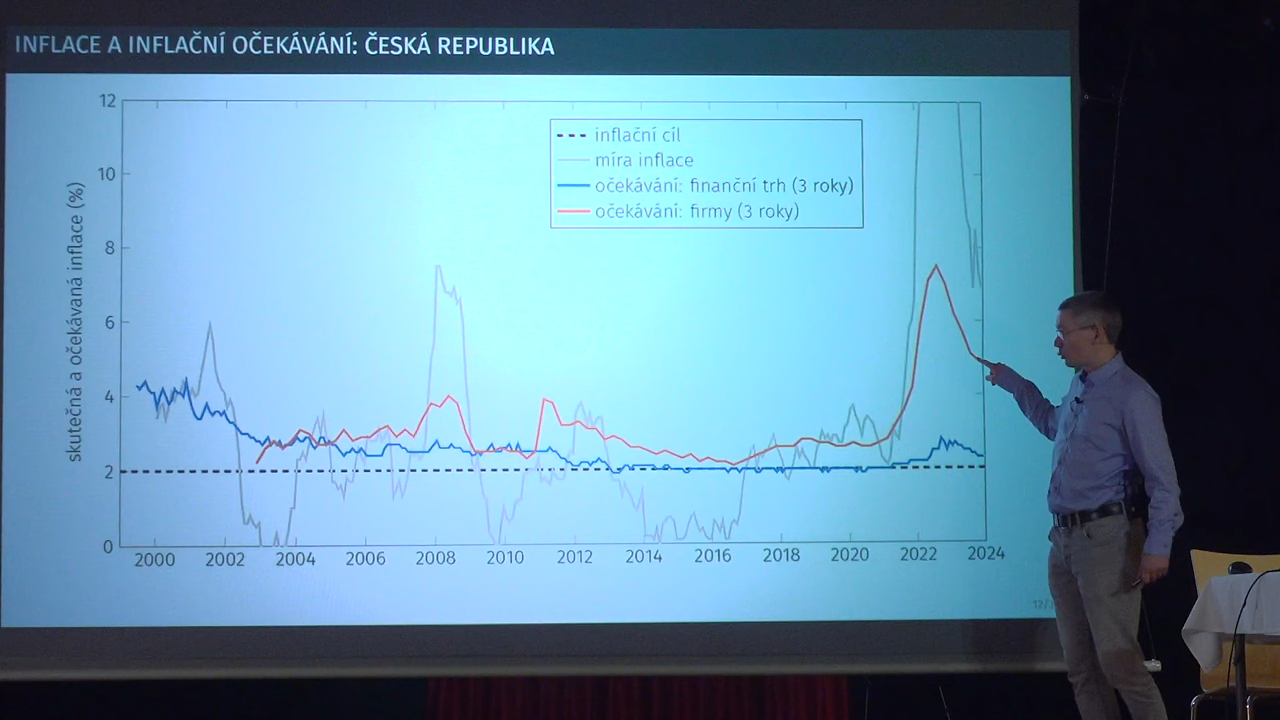 INFLACE A INFLAČNÍ OČEKÁVÁNÍ: ČESKÁ REPUBLIKA
skutečná a očekávaná inflace (%)
12
10
8
6
4
2
0
inflační cíl
míra inflace
očekávání: finanční trh (3 roky)
očekávání: firmy (3 roky)
2000 2002 2004 2006 2008 2010 2012 2014 2016 2018 2020 2022 2024